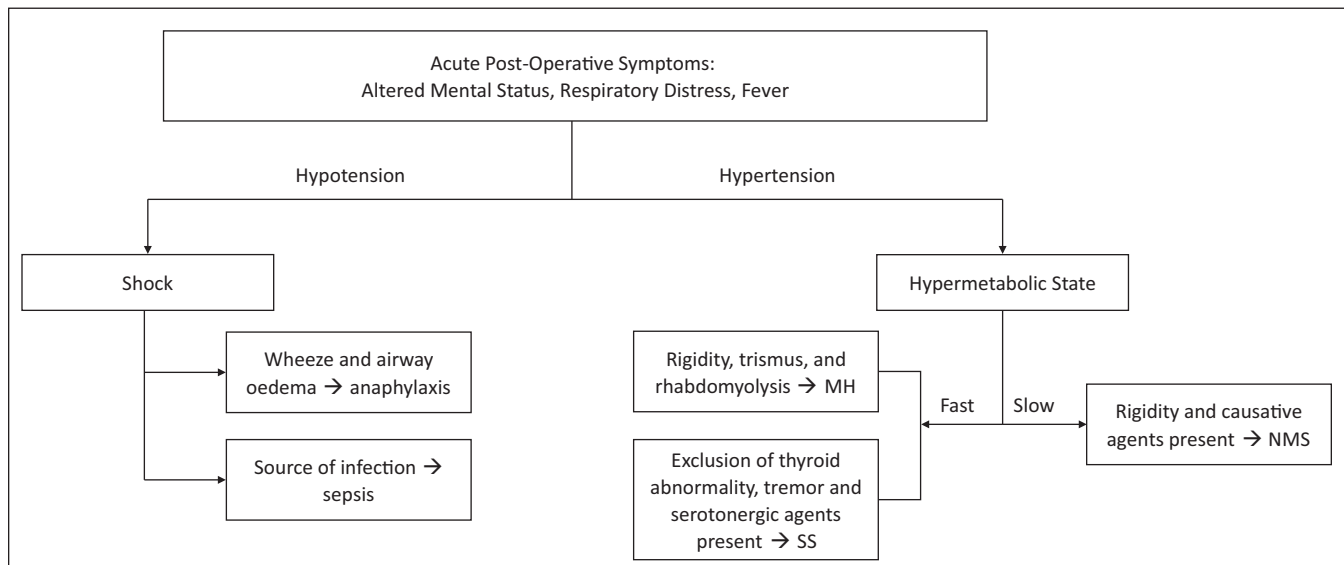 Acute Post-Operative Symptoms:
Altered Mental Status, Respiratory Distress, Fever
Hypotension
Hypertension
Shock
Hypermetabolic State
Wheeze and airway
oedema → anaphylaxis
Source of infection →
sepsis
Rigidity, trismus, and
rhabdomyolysis → MH
Exclusion of thyroid
abnormality, tremor and
serotonergic agents
present → SS
Fast
Slow
Rigidity and causative
agents present → NMS